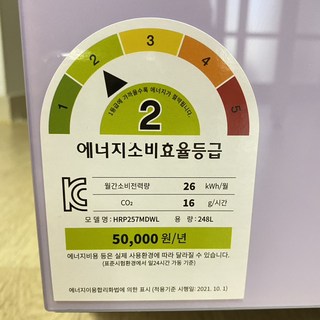 1 2 3 4 5
1등급에 가까울수록 에너지가 절약됩니다.
2
에너지소비효율등급
월간소비전력량 26 kWh/월
CO₂ 16 g/시간
모 델 명 : HRP257MDWL 용 량 : 248L
50,000 원/년
에너지비용 등은 실제 사용환경에 따라 달라질 수 있습니다
(표준시험환경에서 일24시간 가동 기준)
에너지이용합리화법에 의한 표시 (적용기준 시행일: 2021. 10. 1)